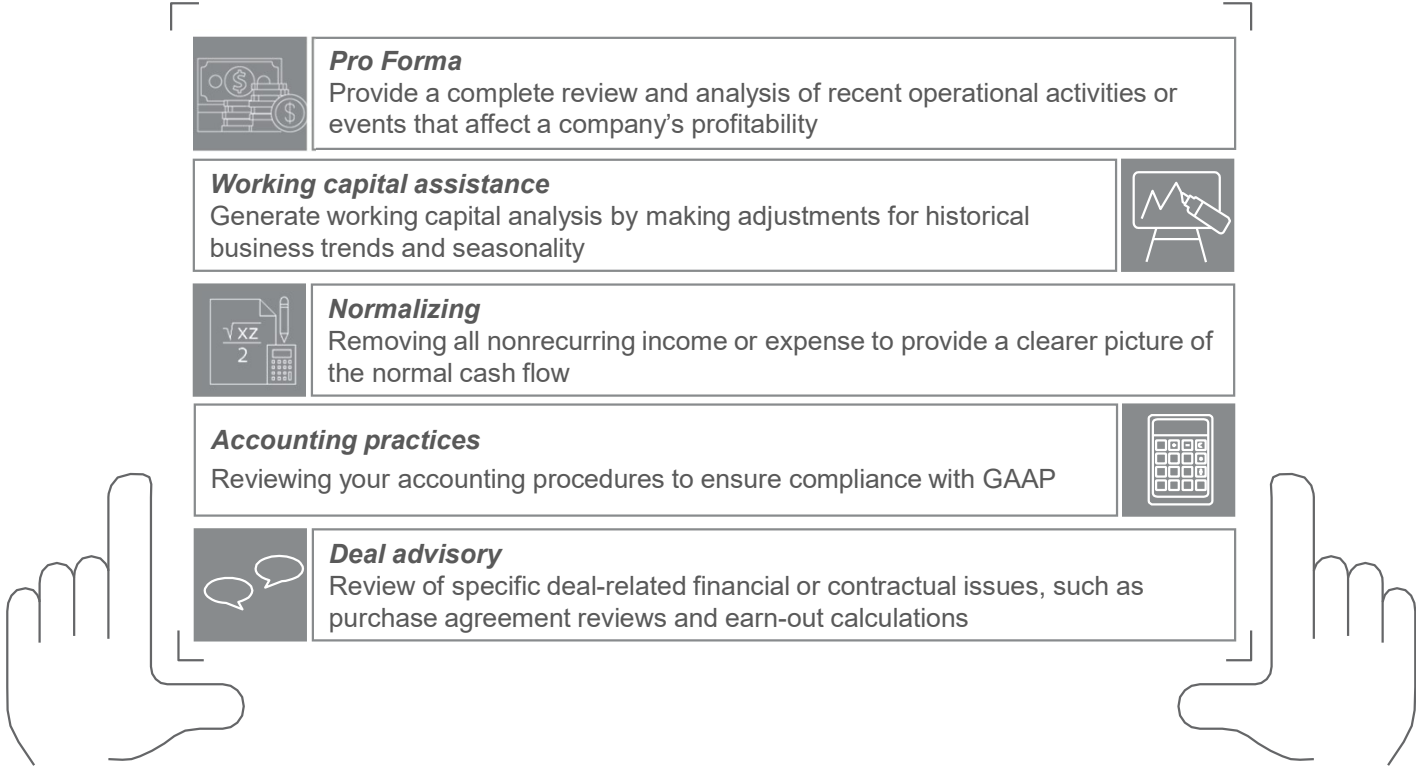 Pro Forma
Provide a complete review and analysis of recent operational activities or
events that affect a company’s profitability
Working capital assistance
Generate working capital analysis by making adjustments for historical
business trends and seasonality
√xz
2
Normalizing
Removing all nonrecurring income or expense to provide a clearer picture of
the normal cash flow
Accounting practices
Reviewing your accounting procedures to ensure compliance with GAAP
Deal advisory
Review of specific deal-related financial or contractual issues, such as
purchase agreement reviews and earn-out calculations